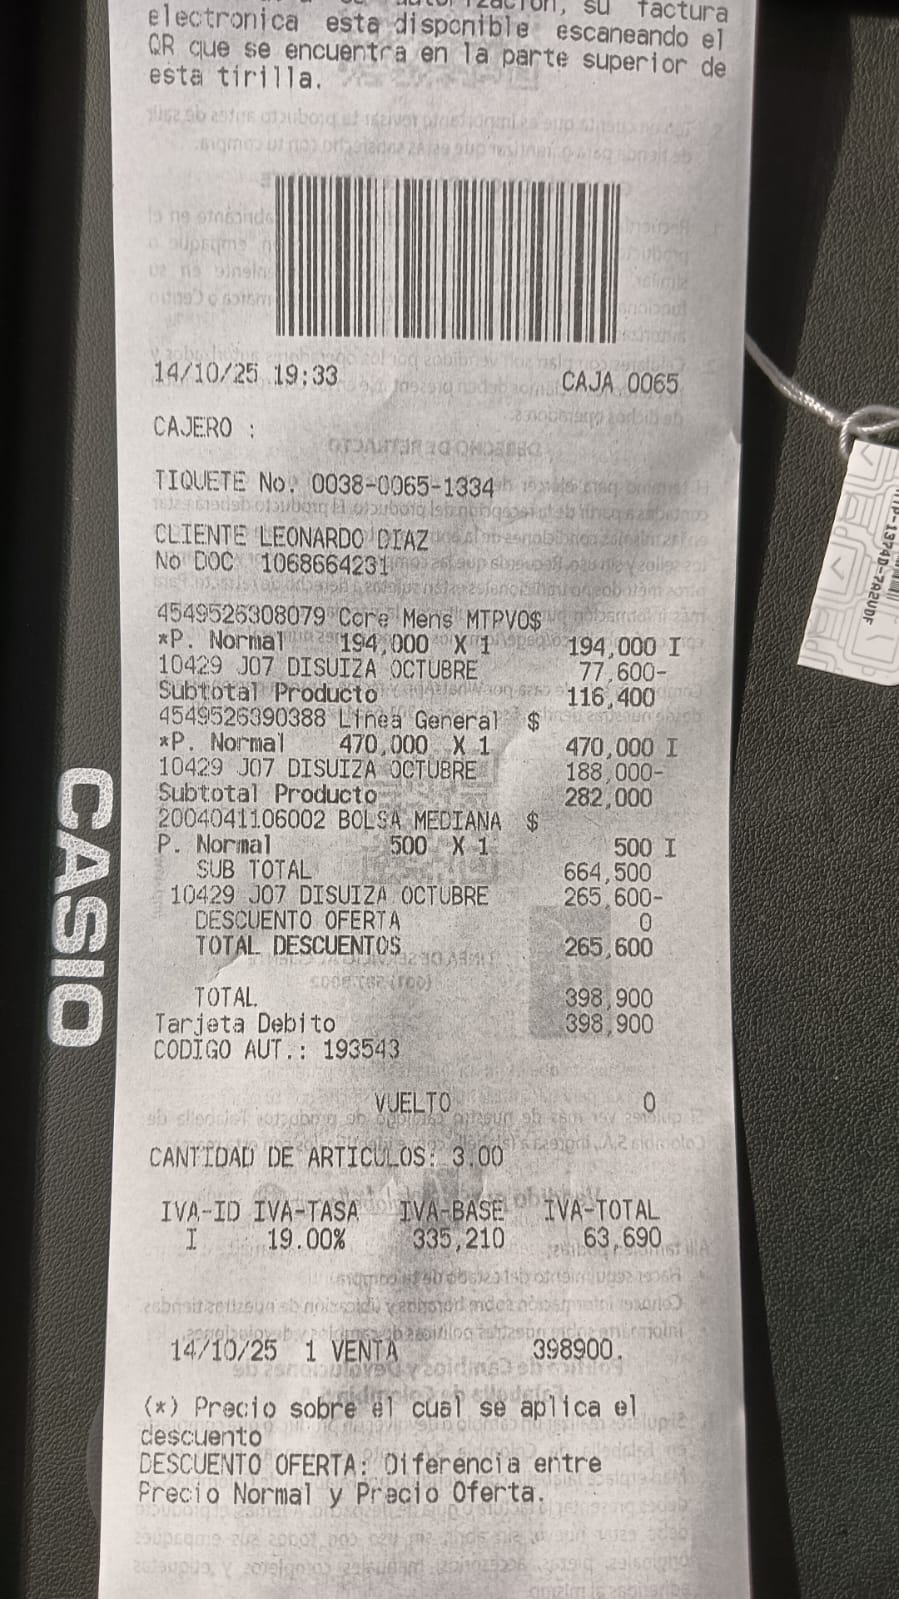 electronica esta disponible escaneando el
QR que se encuentra en la parte superior de
esta tirilla.
14/10/25 19:33 CAJA 0065
CAJERO :
TIQUETE No. 0038-0065-1334
CLIENTE LEONARDO DIAZ
No DOC 1068664231
4549526308079 Core Mens MTPVO$
*P. Normal 194,000 X 1 194,000 I
10429 J07 DISUIZA OCTUBRE 77,600-
Subtotal Producto 116,400
4549526390388 Linea General $
*P. Normal 470,000 X 1 470,000 I
10429 J07 DISUIZA OCTUBRE 188,000-
Subtotal Producto 282,000
2004041106002 BOLSA MEDIANA $
P. Normal 500 X 1 500 I
SUB TOTAL 664,500
10429 J07 DISUIZA OCTUBRE 265,600-
DESCUENTO OFERTA 0
TOTAL DESCUENTOS 265,600
TOTAL 398,900
Tarjeta Debito 398,900
CODIGO AUT.: 193543
VUELTO 0
CANTIDAD DE ARTICULOS: 3.00
IVA-ID IVA-TASA IVA-BASE IVA-TOTAL
I 19.00% 335,210 63,690
14/10/25 1 VENTA 398900.
(*) Precio sobre el cual se aplica el
descuento
DESCUENTO OFERTA: Diferencia entre
Precio Normal y Precio Oferta.
CASIO
MTP-1374D-7A2VDF